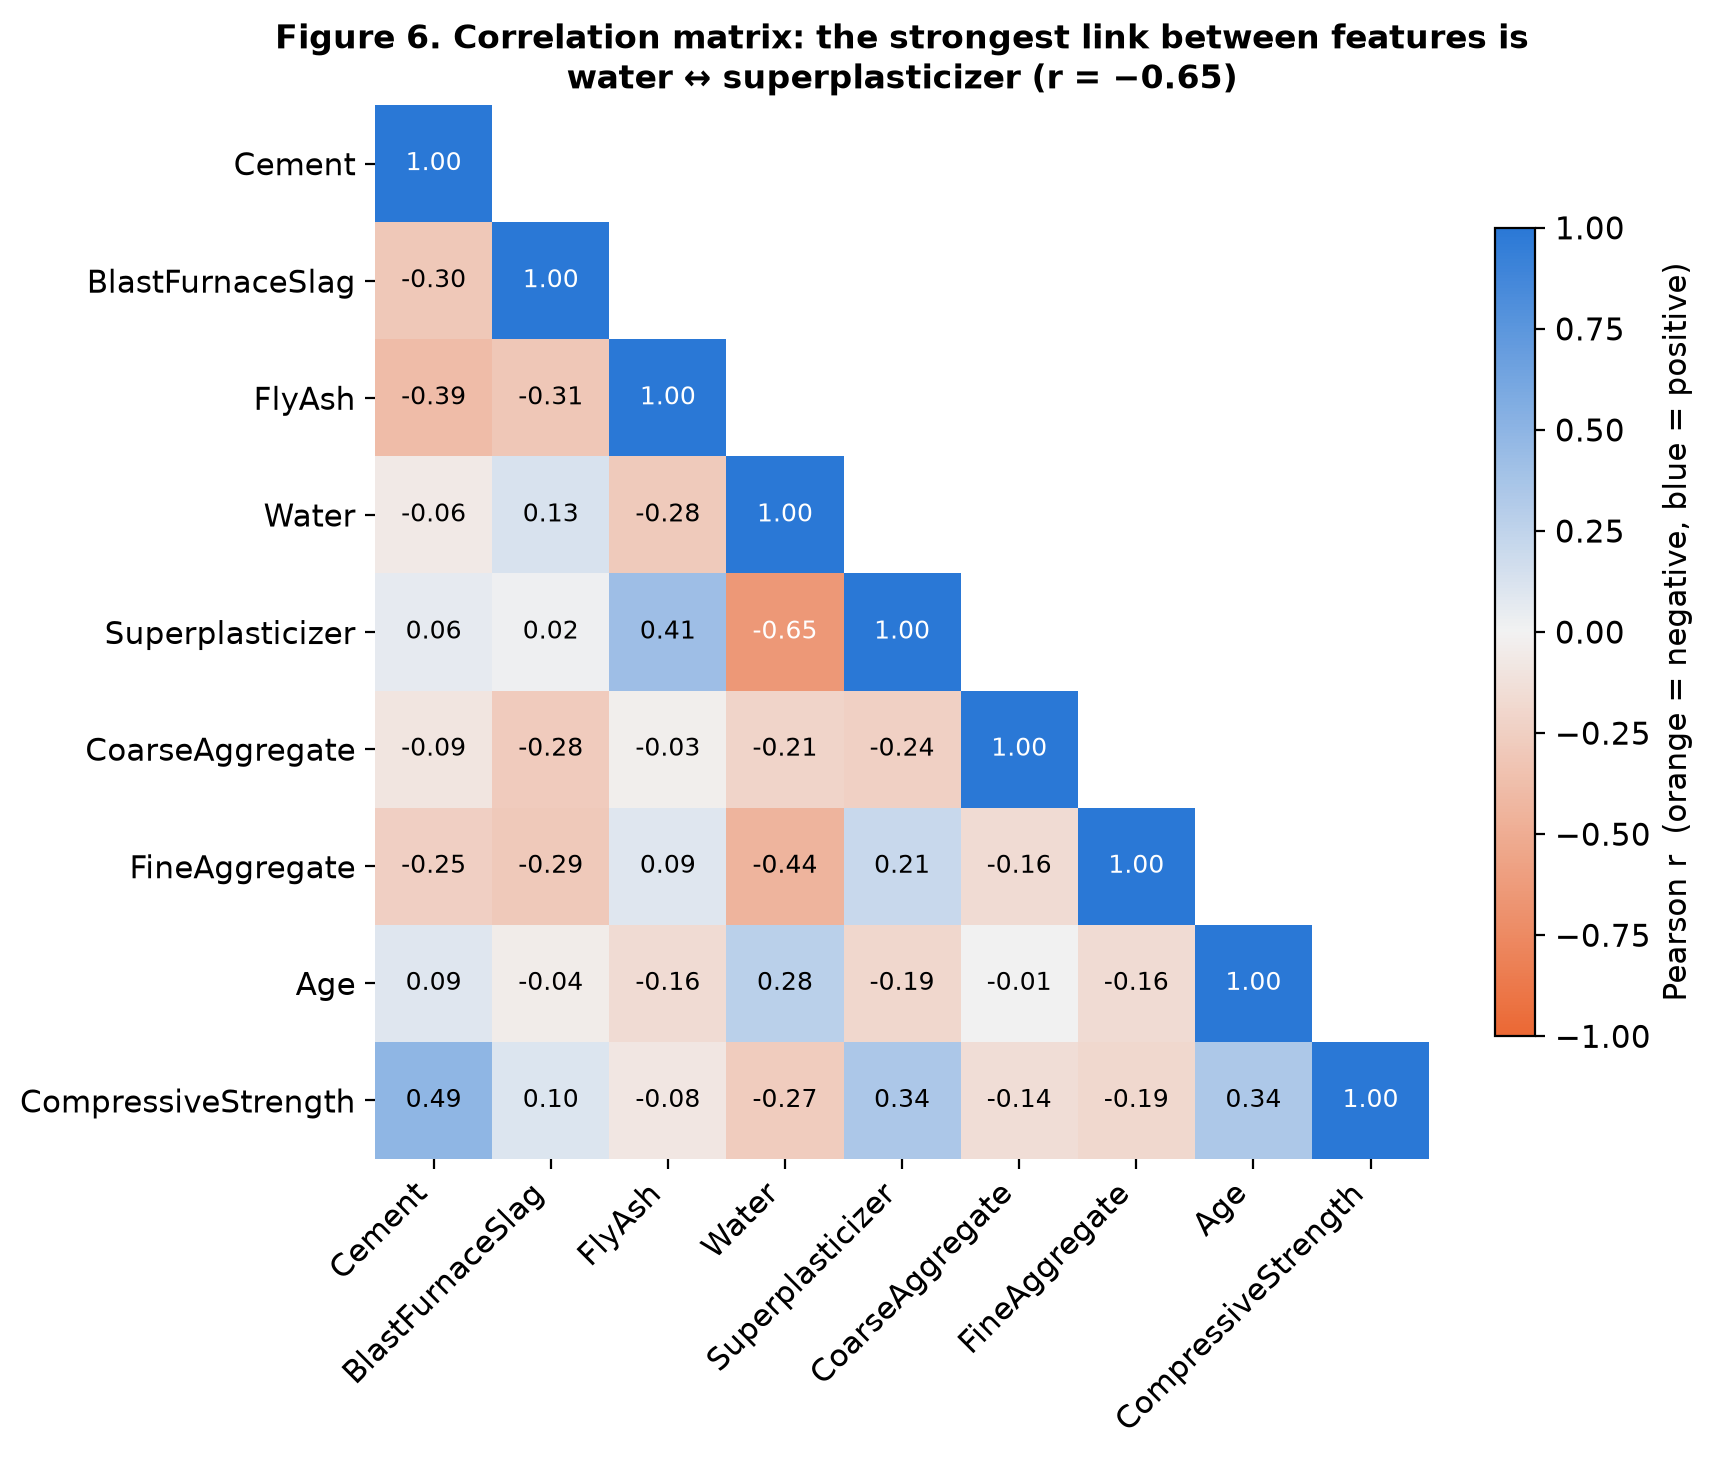 Figure 6. Correlation matrix: the strongest link between features is
water ↔ superplasticizer (r = −0.65)
Cement 1.00
BlastFurnaceSlag -0.30 1.00
FlyAsh -0.39 -0.31 1.00
Water -0.06 0.13 -0.28 1.00
Superplasticizer 0.06 0.02 0.41 -0.65 1.00
CoarseAggregate -0.09 -0.28 -0.03 -0.21 -0.24 1.00
FineAggregate -0.25 -0.29 0.09 -0.44 0.21 -0.16 1.00
Age 0.09 -0.04 -0.16 0.28 -0.19 -0.01 -0.16 1.00
CompressiveStrength 0.49 0.10 -0.08 -0.27 0.34 -0.14 -0.19 0.34 1.00
Cement
BlastFurnaceSlag
FlyAsh
Water
Superplasticizer
CoarseAggregate
FineAggregate
Age
CompressiveStrength
1.00
0.75
0.50
0.25
0.00
−0.25
−0.50
−0.75
−1.00
Pearson r (orange = negative, blue = positive)